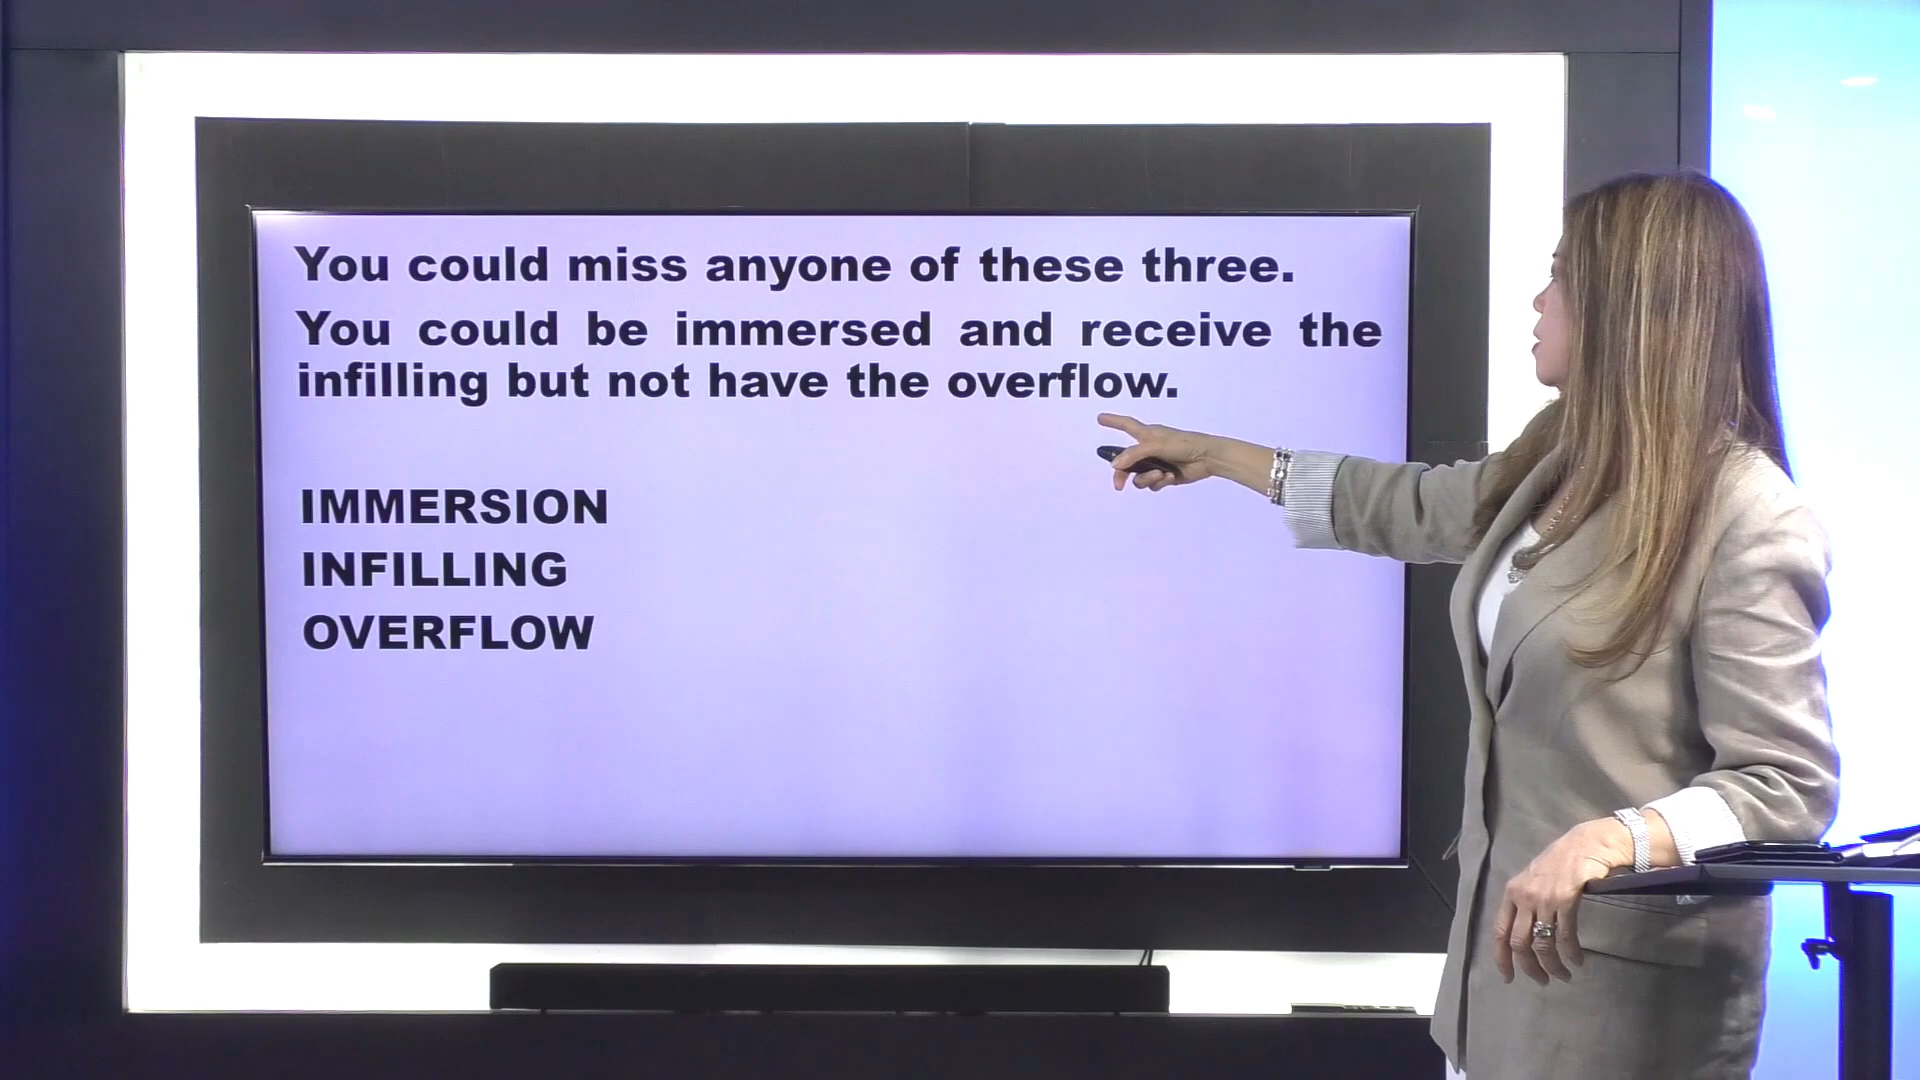 You could miss anyone of these three.
You could be immersed and receive the
infilling but not have the overflow.
IMMERSION
INFILLING
OVERFLOW